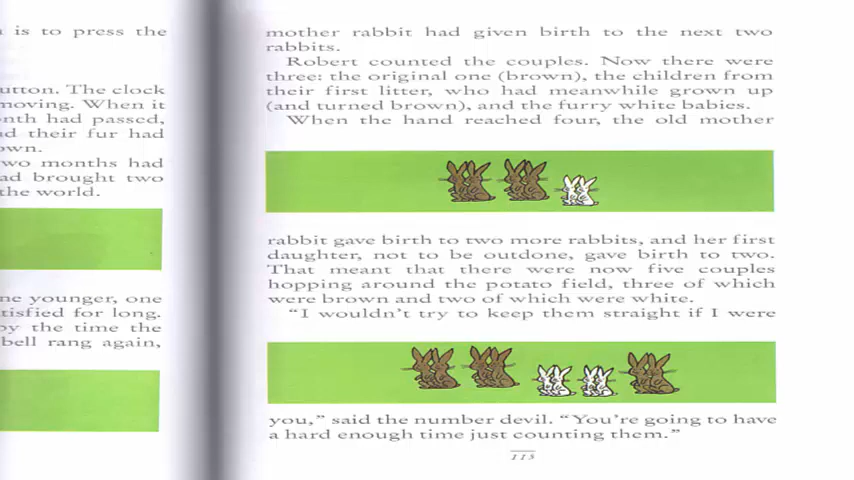 is to press the
utton. The clock
moving. When it
nth had passed,
d their fur had
own.
wo months had
ad brought two
the world.
ne younger, one
tisfied for long.
by the time the
bell rang again,
mother rabbit had given birth to the next two
rabbits.
Robert counted the couples. Now there were
three: the original one (brown), the children from
their first litter, who had meanwhile grown up
(and turned brown), and the furry white babies.
When the hand reached four, the old mother
rabbit gave birth to two more rabbits, and her first
daughter, not to be outdone, gave birth to two.
That meant that there were now five couples
hopping around the potato field, three of which
were brown and two of which were white.
"I wouldn't try to keep them straight if I were
you," said the number devil. "You're going to have
a hard enough time just counting them."
113